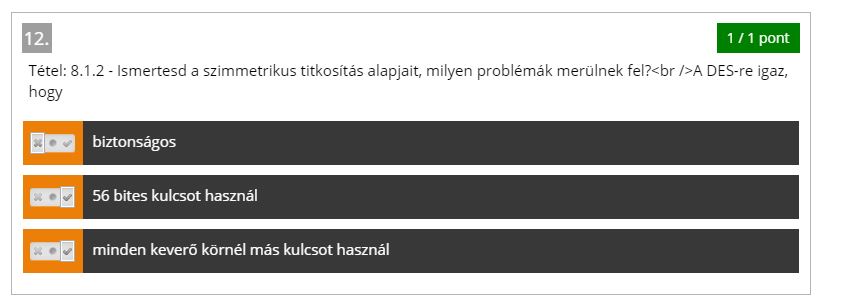 12.
1 / 1 pont
Tétel: 8.1.2 - Ismertesd a szimmetrikus titkosítás alapjait, milyen problémák merülnek fel?<br />A DES-re igaz,
hogy
biztonságos
56 bites kulcsot használ
minden keverő körnél más kulcsot használ